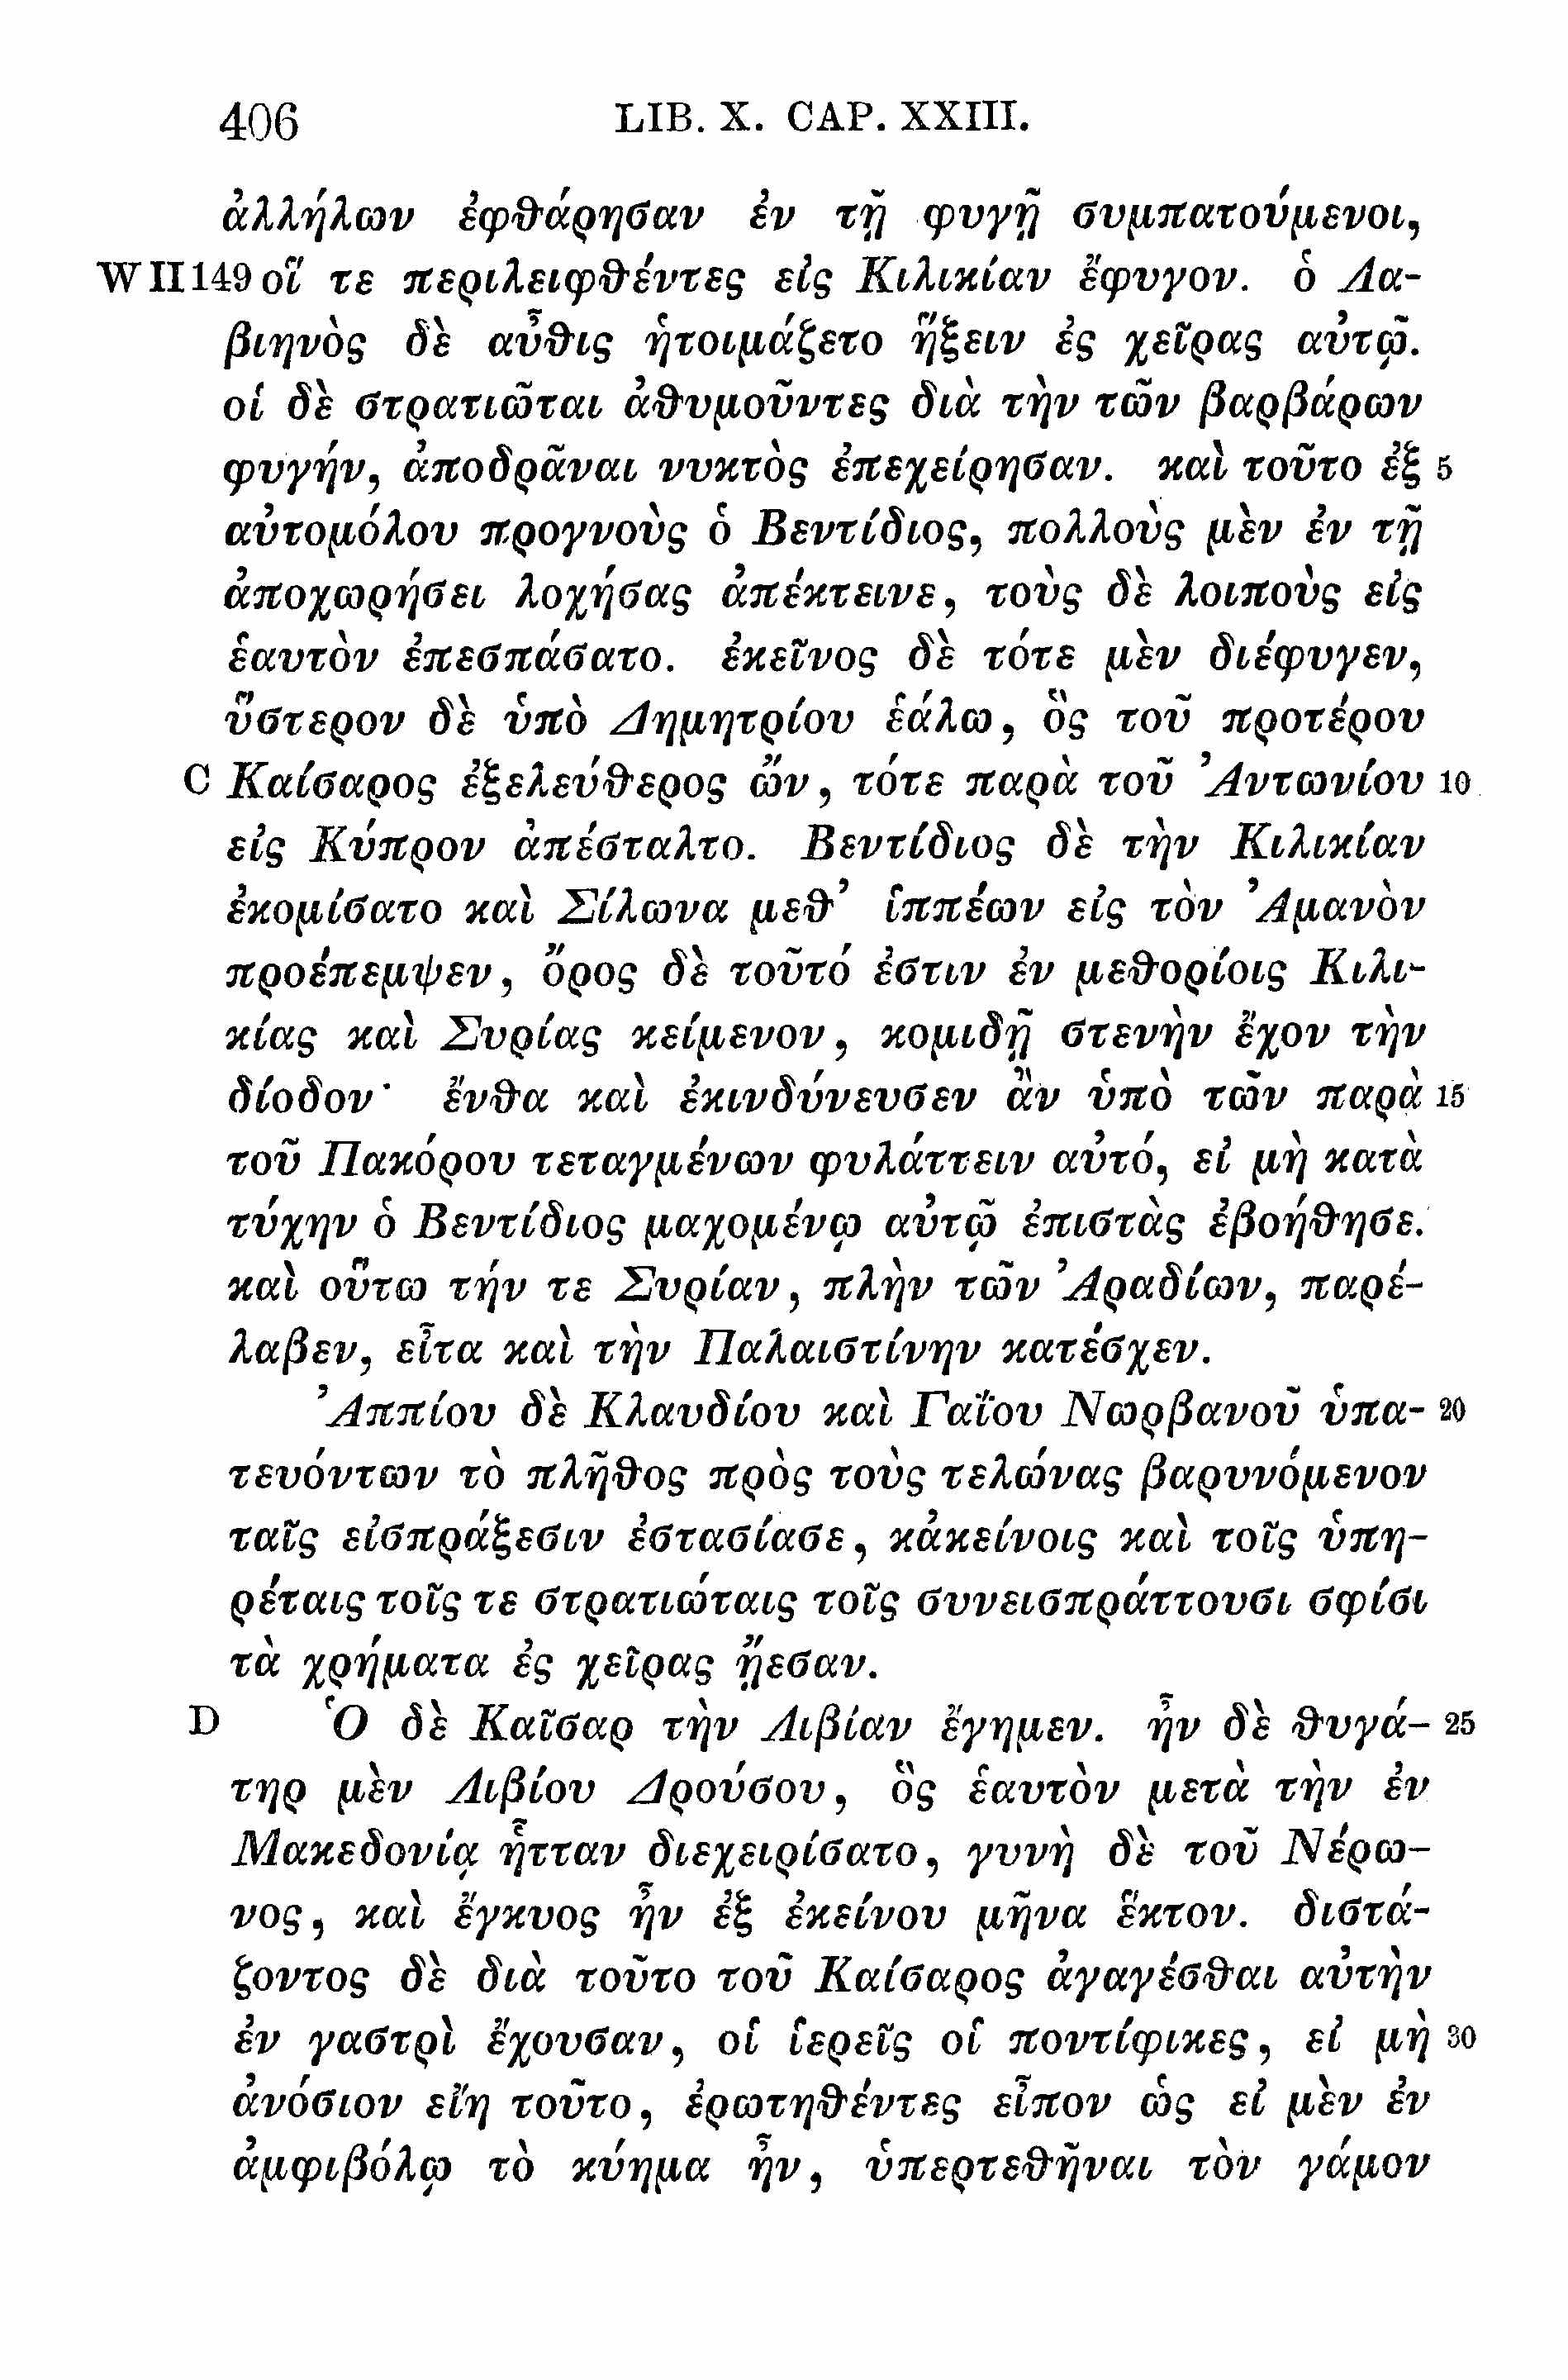 406 LIB. X. CAP. XXIII.
ἀλλήλων ἐφθάρησαν ἐν τῇ φυγῇ συμπατούμενοι,
W II 149 οἵ τε περιλειφθέντες εἰς Κιλικίαν ἔφυγον. ὁ Λα-
βιηνὸς δὲ αὖθις ἡτοιμάζετο ἥξειν ἐς χεῖρας αὐτῷ.
οἱ δὲ στρατιῶται ἀθυμοῦντες διὰ τὴν τῶν βαρβάρων
φυγήν, ἀποδρᾶναι νυκτὸς ἐπεχείρησαν. καὶ τοῦτο ἐξ 5
αὐτομόλου προγνοὺς ὁ Βεντίδιος, πολλοὺς μὲν ἐν τῇ
ἀποχωρήσει λοχήσας ἀπέκτεινε, τοὺς δὲ λοιποὺς εἰς
ἑαυτὸν ἐπεσπάσατο. ἐκεῖνος δὲ τότε μὲν διέφυγεν,
ὕστερον δὲ ὑπὸ Δημητρίου ἑάλω, ὃς τοῦ προτέρου
C Καίσαρος ἐξελεύθερος ὤν, τότε παρὰ τοῦ Ἀντωνίου 10
εἰς Κύπρον ἀπέσταλτο. Βεντίδιος δὲ τὴν Κιλικίαν
ἐκομίσατο καὶ Σίλωνα μεθ’ ἱππέων εἰς τὸν Ἀμανὸν
προέπεμψεν, ὄρος δὲ τοῦτό ἐστιν ἐν μεθορίοις Κιλι-
κίας καὶ Συρίας κείμενον, κομιδῇ στενὴν ἔχον τὴν
δίοδον· ἔνθα καὶ ἐκινδύνευσεν ἂν ὑπὸ τῶν παρὰ 15
τοῦ Πακόρου τεταγμένων φυλάττειν αὐτό, εἰ μὴ κατὰ
τύχην ὁ Βεντίδιος μαχομένῳ αὐτῷ ἐπιστὰς ἐβοήθησε.
καὶ οὕτω τήν τε Συρίαν, πλὴν τῶν Ἀραδίων, παρέ-
λαβεν, εἶτα καὶ τὴν Παλαιστίνην κατέσχεν.
Ἀππίου δὲ Κλαυδίου καὶ Γαΐου Νωρβανοῦ ὑπα- 20
τευόντων τὸ πλῆθος πρὸς τοὺς τελώνας βαρυνόμενον
ταῖς εἰσπράξεσιν ἐστασίασε, κἀκείνοις καὶ τοῖς ὑπη-
ρέταις τοῖς τε στρατιώταις τοῖς συνεισπράττουσι σφίσι
τὰ χρήματα ἐς χεῖρας ᾔεσαν.
D Ὁ δὲ Καῖσαρ τὴν Λιβίαν ἔγημεν. ἦν δὲ θυγά- 25
τηρ μὲν Λιβίου Δρούσου, ὃς ἑαυτὸν μετὰ τὴν ἐν
Μακεδονίᾳ ἧτταν διεχειρίσατο, γυνὴ δὲ τοῦ Νέρω-
νος, καὶ ἔγκυος ἦν ἐξ ἐκείνου μῆνα ἕκτον. διστά-
ζοντος δὲ διὰ τοῦτο τοῦ Καίσαρος ἀγαγέσθαι αὐτὴν
ἐν γαστρὶ ἔχουσαν, οἱ ἱερεῖς οἱ ποντίφικες, εἰ μὴ 30
ἀνόσιον εἴη τοῦτο, ἐρωτηθέντες εἶπον ὡς εἰ μὲν ἐν
ἀμφιβόλῳ τὸ κύημα ἦν, ὑπερτεθῆναι τὸν γάμον